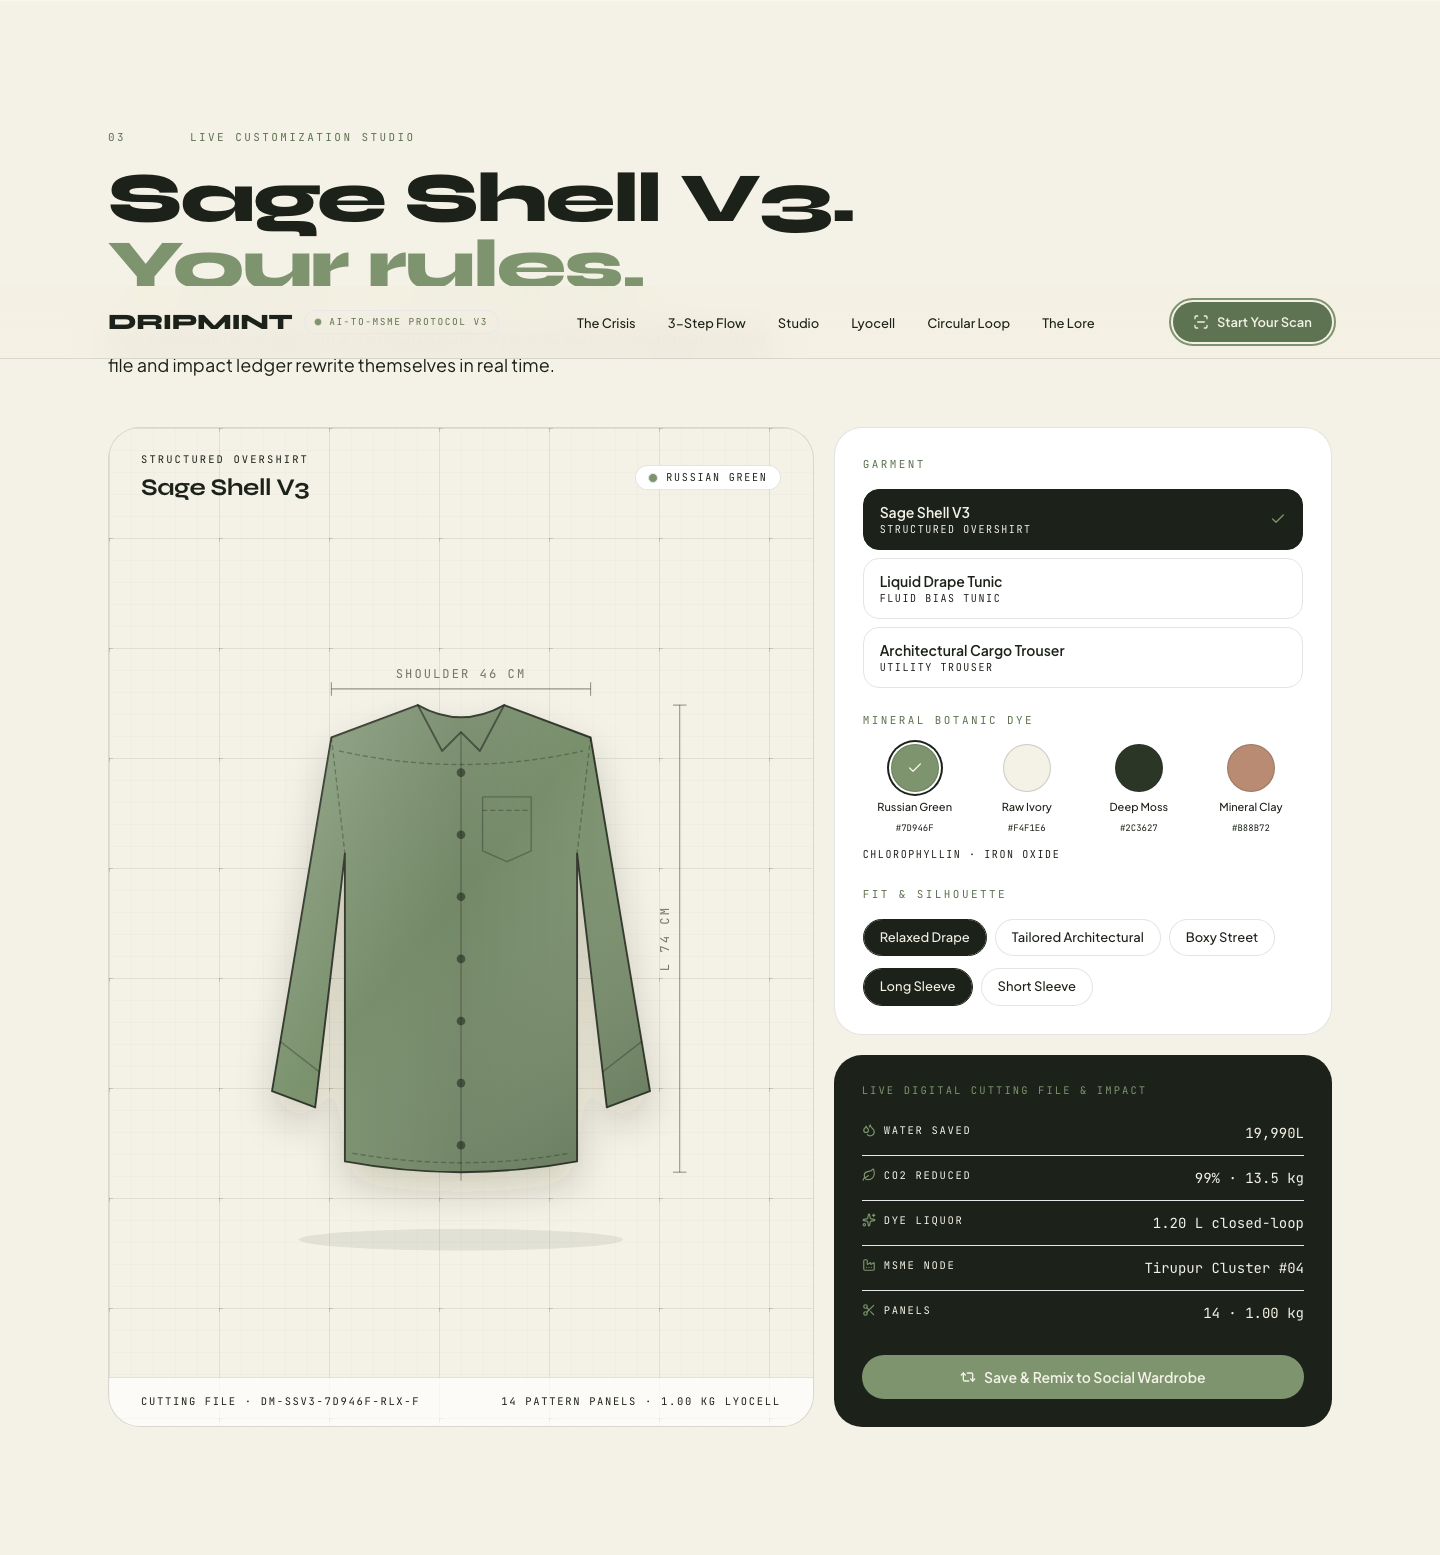 03 LIVE CUSTOMIZATION STUDIO
Sage Shell V3.
Your rules.
DRIPMINT AI-TO-MSME PROTOCOL V3 The Crisis 3-Step Flow Studio Lyocell Circular Loop The Lore Start Your Scan
file and impact ledger rewrite themselves in real time.
STRUCTURED OVERSHIRT
Sage Shell V3
RUSSIAN GREEN
SHOULDER 46 CM
L 74 CM
CUTTING FILE · DM-SSV3-7D946F-RLX-F 14 PATTERN PANELS · 1.00 KG LYOCELL
GARMENT
Sage Shell V3
STRUCTURED OVERSHIRT
Liquid Drape Tunic
FLUID BIAS TUNIC
Architectural Cargo Trouser
UTILITY TROUSER
MINERAL BOTANIC DYE
Russian Green Raw Ivory Deep Moss Mineral Clay
#7D946F #F4F1E6 #2C3627 #B88B72
CHLOROPHYLLIN · IRON OXIDE
FIT & SILHOUETTE
Relaxed Drape Tailored Architectural Boxy Street
Long Sleeve Short Sleeve
LIVE DIGITAL CUTTING FILE & IMPACT
WATER SAVED 19,990L
CO2 REDUCED 99% · 13.5 kg
DYE LIQUOR 1.20 L closed-loop
MSME NODE Tirupur Cluster #04
PANELS 14 · 1.00 kg
Save & Remix to Social Wardrobe